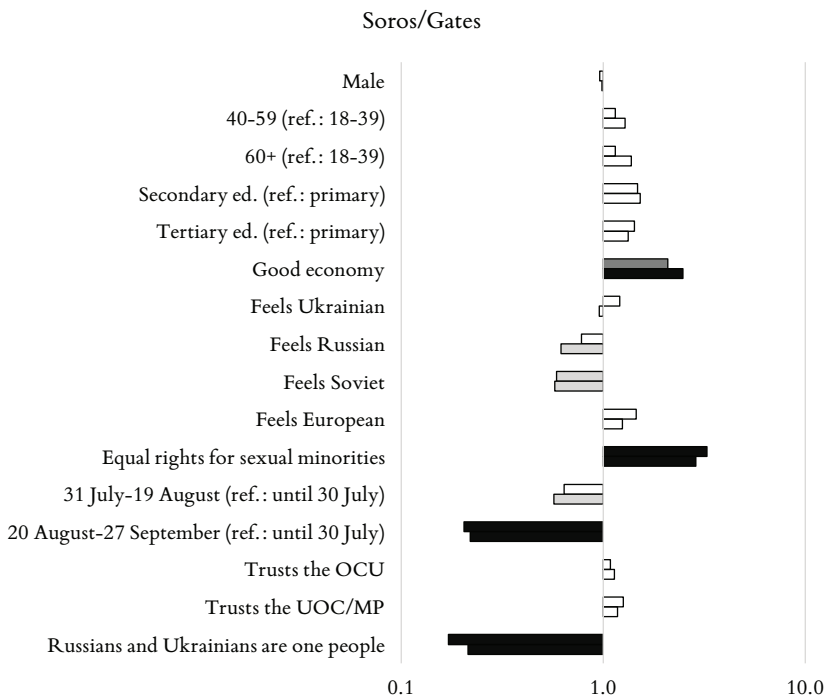 Soros/Gates
Male
40-59 (ref.: 18-39)
60+ (ref.: 18-39)
Secondary ed. (ref.: primary)
Tertiary ed. (ref.: primary)
Good economy
Feels Ukrainian
Feels Russian
Feels Soviet
Feels European
Equal rights for sexual minorities
31 July-19 August (ref.: until 30 July)
20 August-27 September (ref.: until 30 July)
Trusts the OCU
Trusts the UOC/MP
Russians and Ukrainians are one people
0.1 1.0 10.0